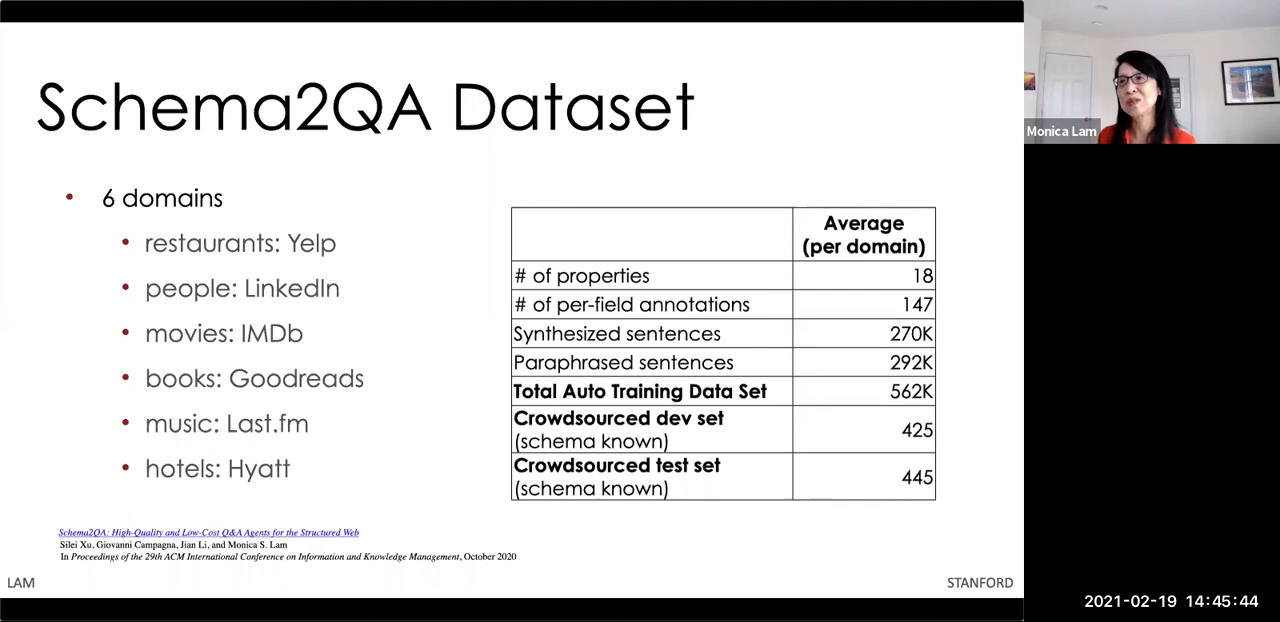 Schema2QA Dataset
• 6 domains
• restaurants: Yelp
• people: LinkedIn
• movies: IMDb
• books: Goodreads
• music: Last.fm
• hotels: Hyatt
Average
(per domain)
# of properties 18
# of per-field annotations 147
Synthesized sentences 270K
Paraphrased sentences 292K
Total Auto Training Data Set 562K
Crowdsourced dev set
(schema known) 425
Crowdsourced test set
(schema known) 445
Schema2QA: High-Quality and Low-Cost Q&A Agents for the Structured Web
Silei Xu, Giovanni Campagna, Jian Li, and Monica S. Lam
In Proceedings of the 29th ACM International Conference on Information and Knowledge Management, October 2020
LAM
STANFORD
Monica Lam
2021-02-19 14:45:44